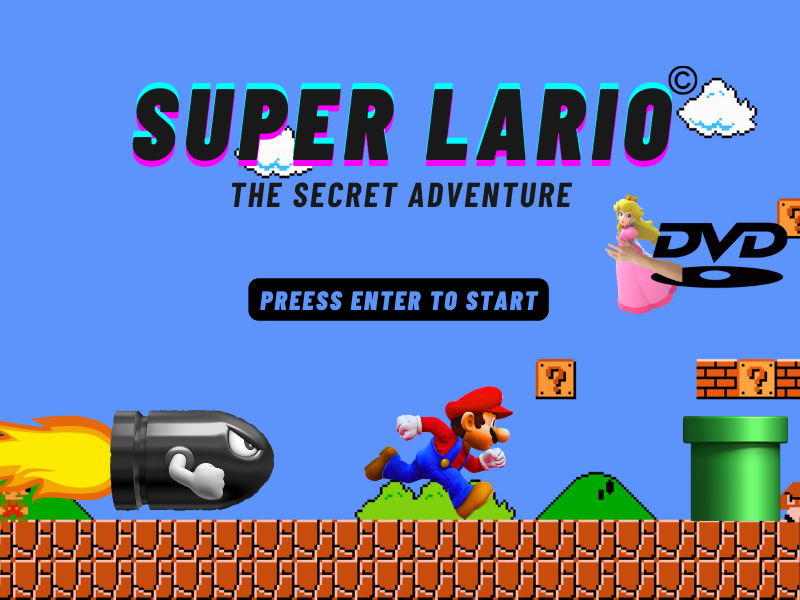 SUPER LARIO©
THE SECRET ADVENTURE
DVD
PREESS ENTER TO START
?
?
?